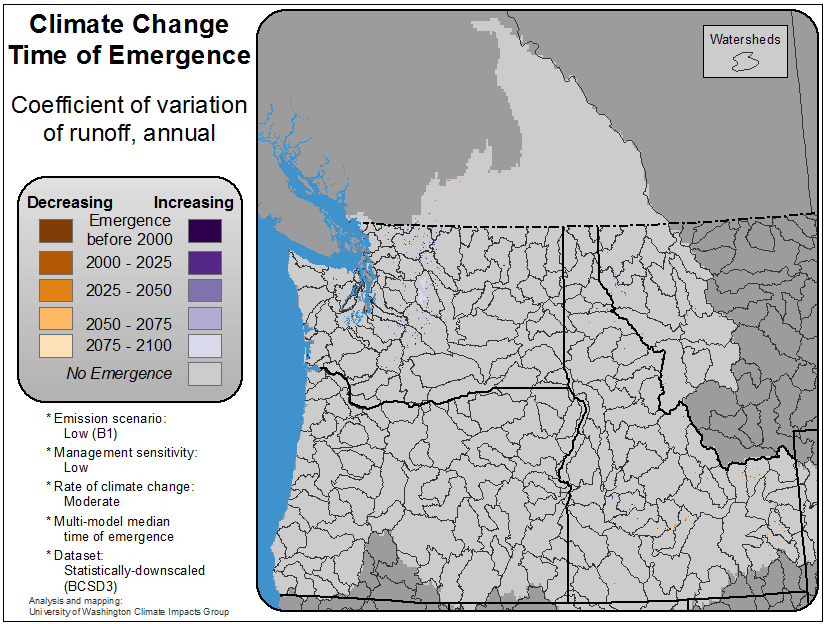 Climate Change
Time of Emergence
Coefficient of variation
of runoff, annual
Decreasing Increasing
Emergence
before 2000
2000 - 2025
2025 - 2050
2050 - 2075
2075 - 2100
No Emergence
* Emission scenario:
Low (B1)
* Management sensitivity:
Low
* Rate of climate change:
Moderate
* Multi-model median
time of emergence
* Dataset:
Statistically-downscaled
(BCSD3)
Analysis and mapping:
University of Washington Climate Impacts Group
Watersheds